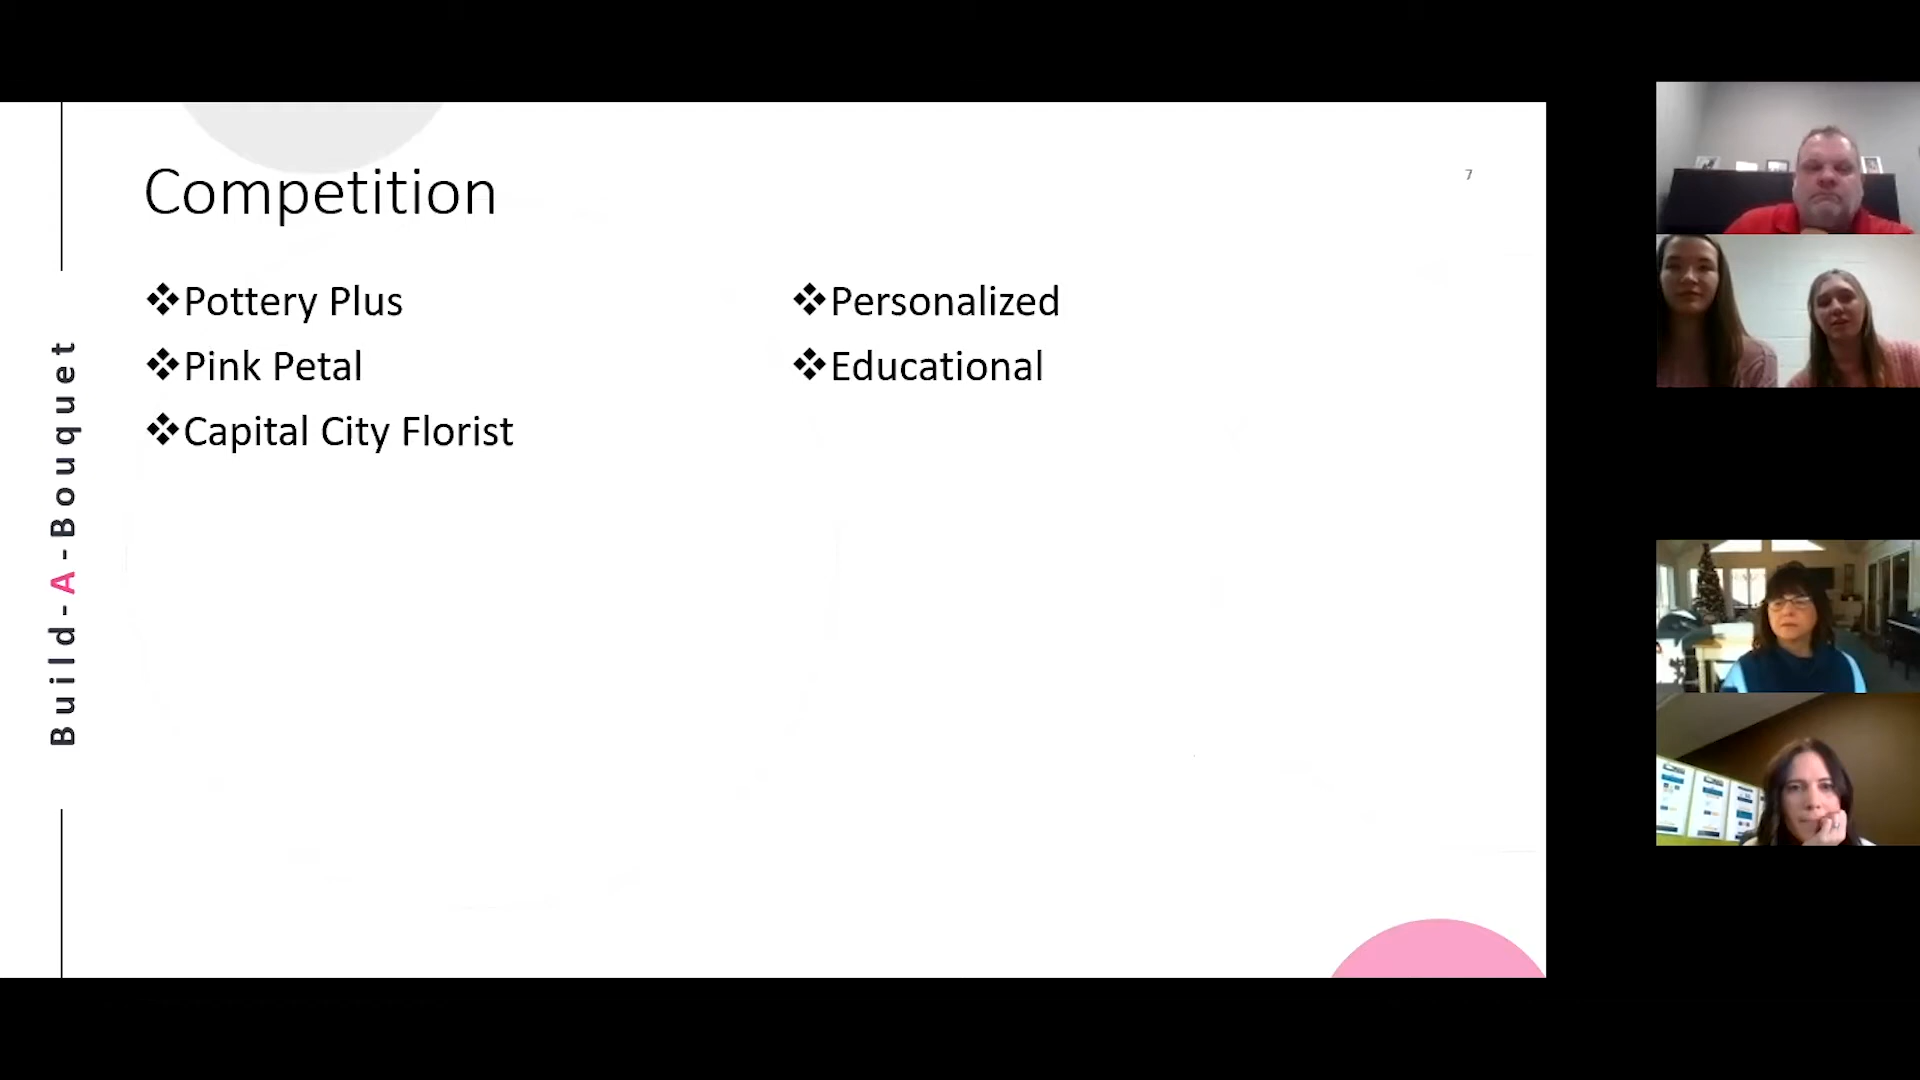 Competition
7
❖Pottery Plus
❖Pink Petal
❖Capital City Florist
❖Personalized
❖Educational
Build-A-Bouquet